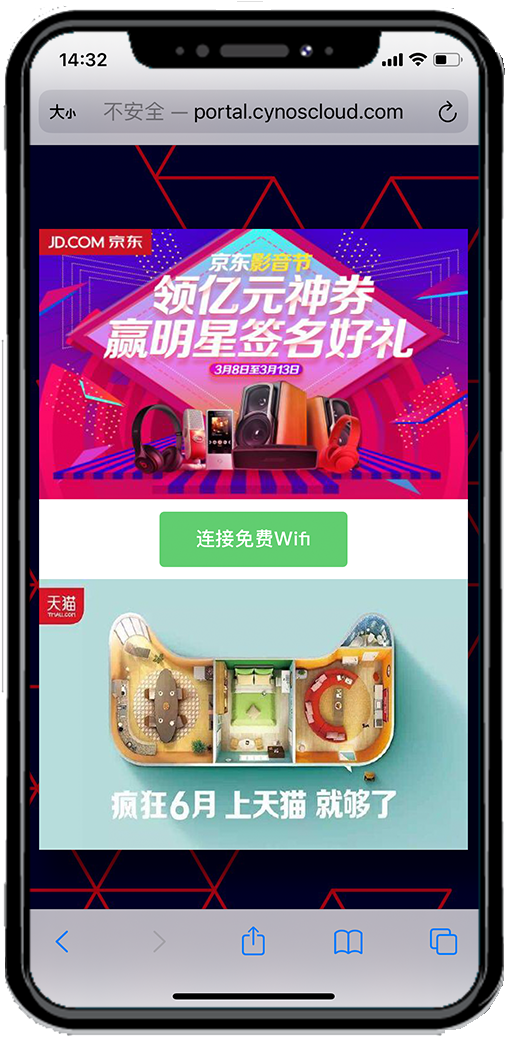 14:32
大小 不安全 — portal.cynoscloud.com
JD.COM 京东
京东影音节
领亿元神券
赢明星签名好礼
3月8日至3月13日
连接免费Wifi
天猫
TMALL.COM
疯狂6月 上天猫 就够了